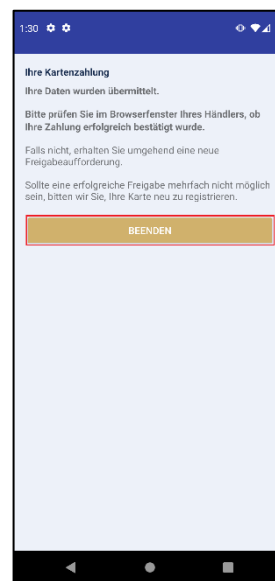 1:30
Ihre Kartenzahlung
Ihre Daten wurden übermittelt.
Bitte prüfen Sie im Browserfenster Ihres Händlers, ob
Ihre Zahlung erfolgreich bestätigt wurde.
Falls nicht, erhalten Sie umgehend eine neue
Freigabeaufforderung.
Sollte eine erfolgreiche Freigabe mehrfach nicht möglich
sein, bitten wir Sie, Ihre Karte neu zu registrieren.
BEENDEN